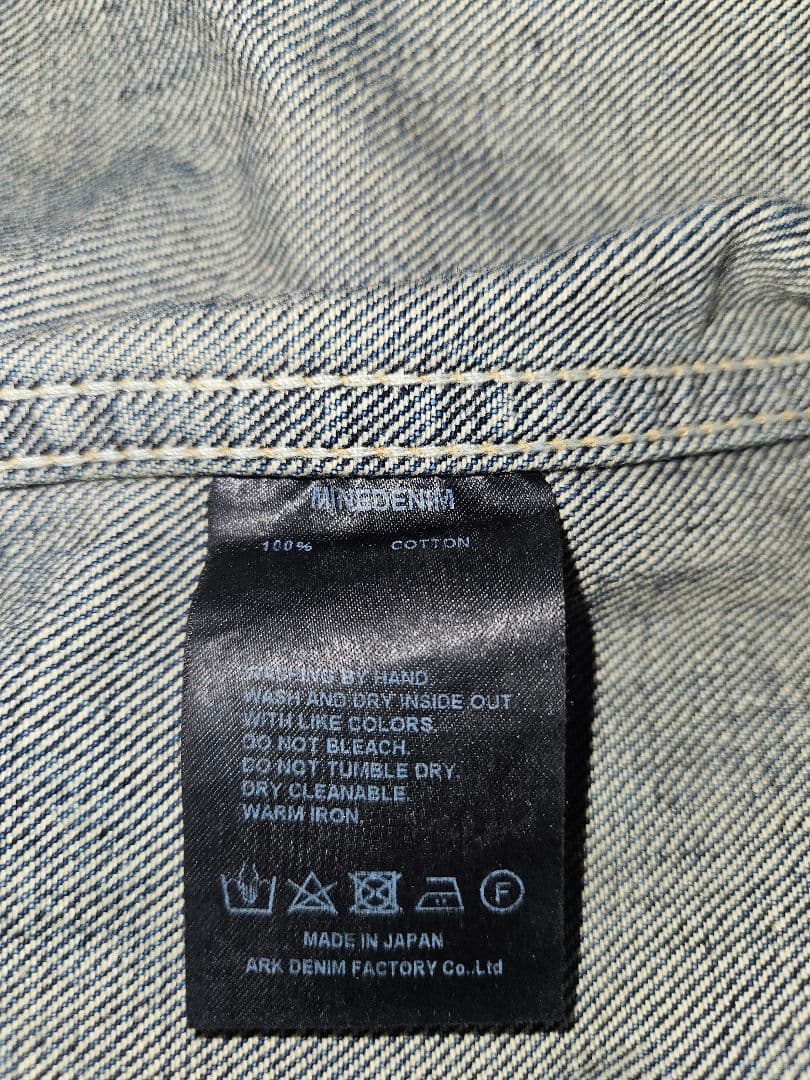 MINEDENIM
100% COTTON
WASHING BY HAND
WASH AND DRY INSIDE OUT
WITH LIKE COLORS.
DO NOT BLEACH.
DO NOT TUMBLE DRY.
DRY CLEANABLE.
WARM IRON.
F
MADE IN JAPAN
ARK DENIM FACTORY Co.,Ltd